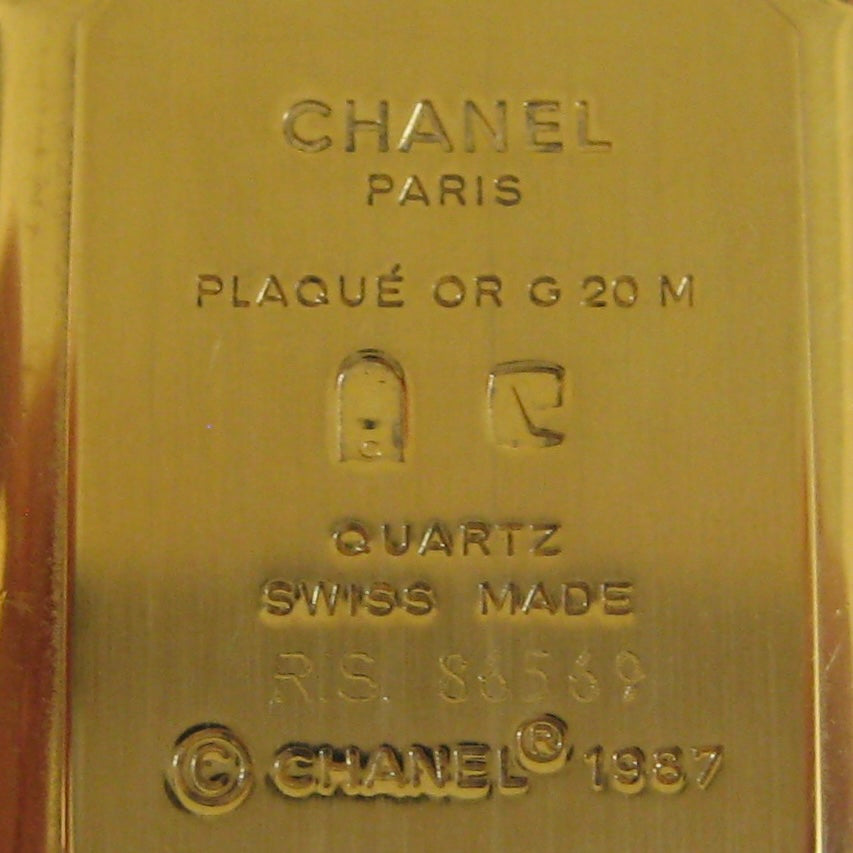 CHANEL
PARIS
PLAQUÉ OR G 20 M
QUARTZ
SWISS MADE
R.S. 86569
© CHANEL® 1987